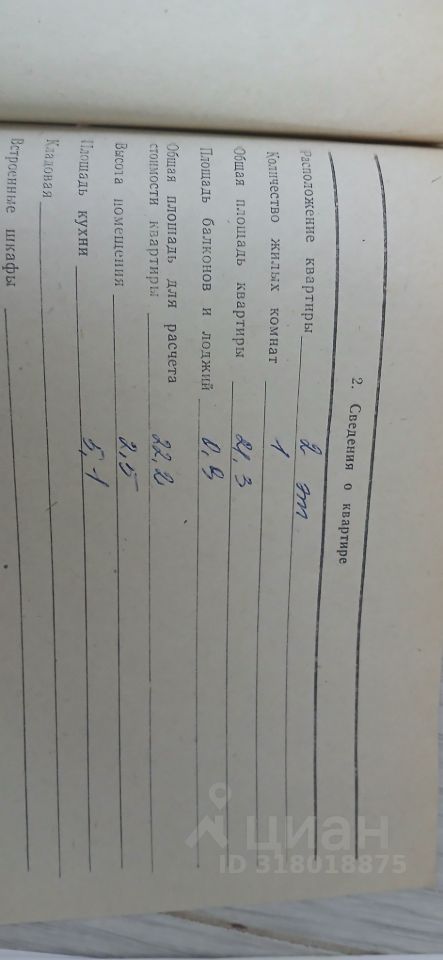 2. Сведения о квартире
Расположение квартиры 2 эт
Количество жилых комнат 1
Общая площадь квартиры 21,3
Площадь балконов и лоджий 0,9
Общая площадь для расчета
стоимости квартиры 22,2
Высота помещения 2,5
Площадь кухни 5,1
Кладовая
Встроенные шкафы
циан
ID 318018875